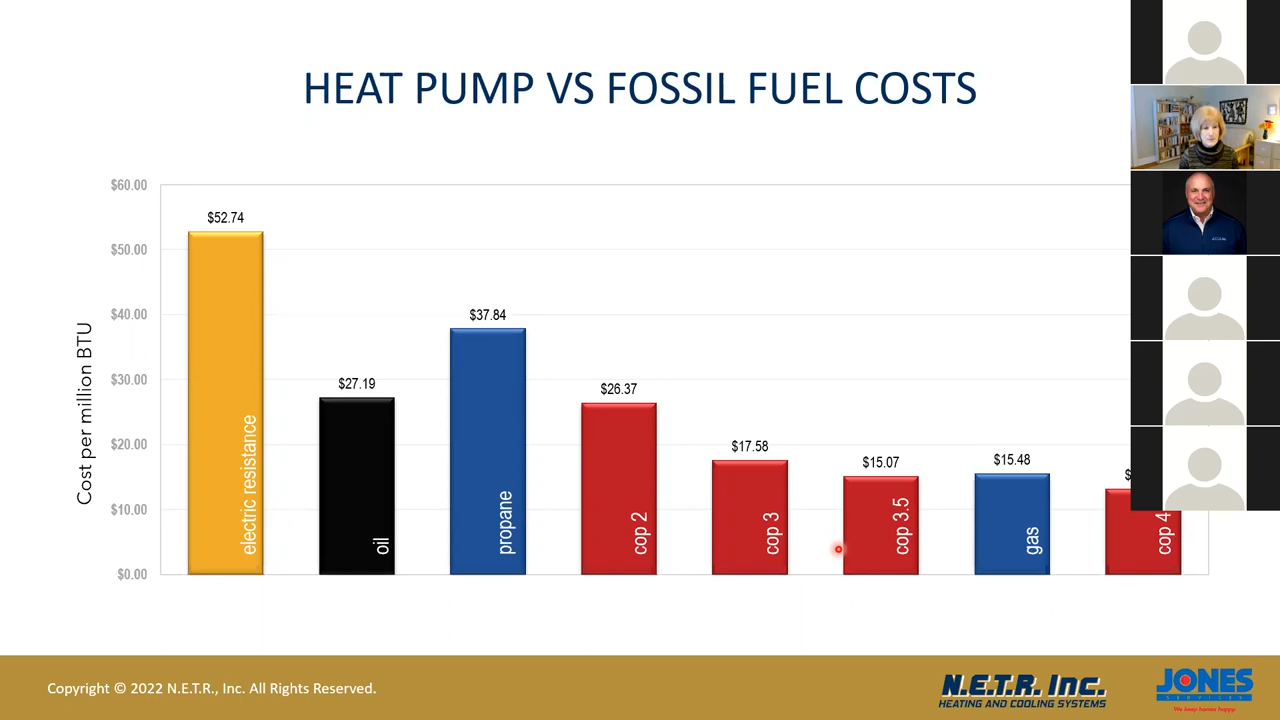 HEAT PUMP VS FOSSIL FUEL COSTS
Cost per million BTU
$60.00
$50.00
$40.00
$30.00
$20.00
$10.00
$0.00
$52.74
electric resistance
$27.19
oil
$37.84
propane
$26.37
cop 2
$17.58
cop 3
$15.07
cop 3.5
$15.48
gas
$
cop 4
Copyright © 2022 N.E.T.R., Inc. All Rights Reserved.
N.E.T.R. Inc.
HEATING AND COOLING SYSTEMS
JONES
SERVICES
We keep homes happy.